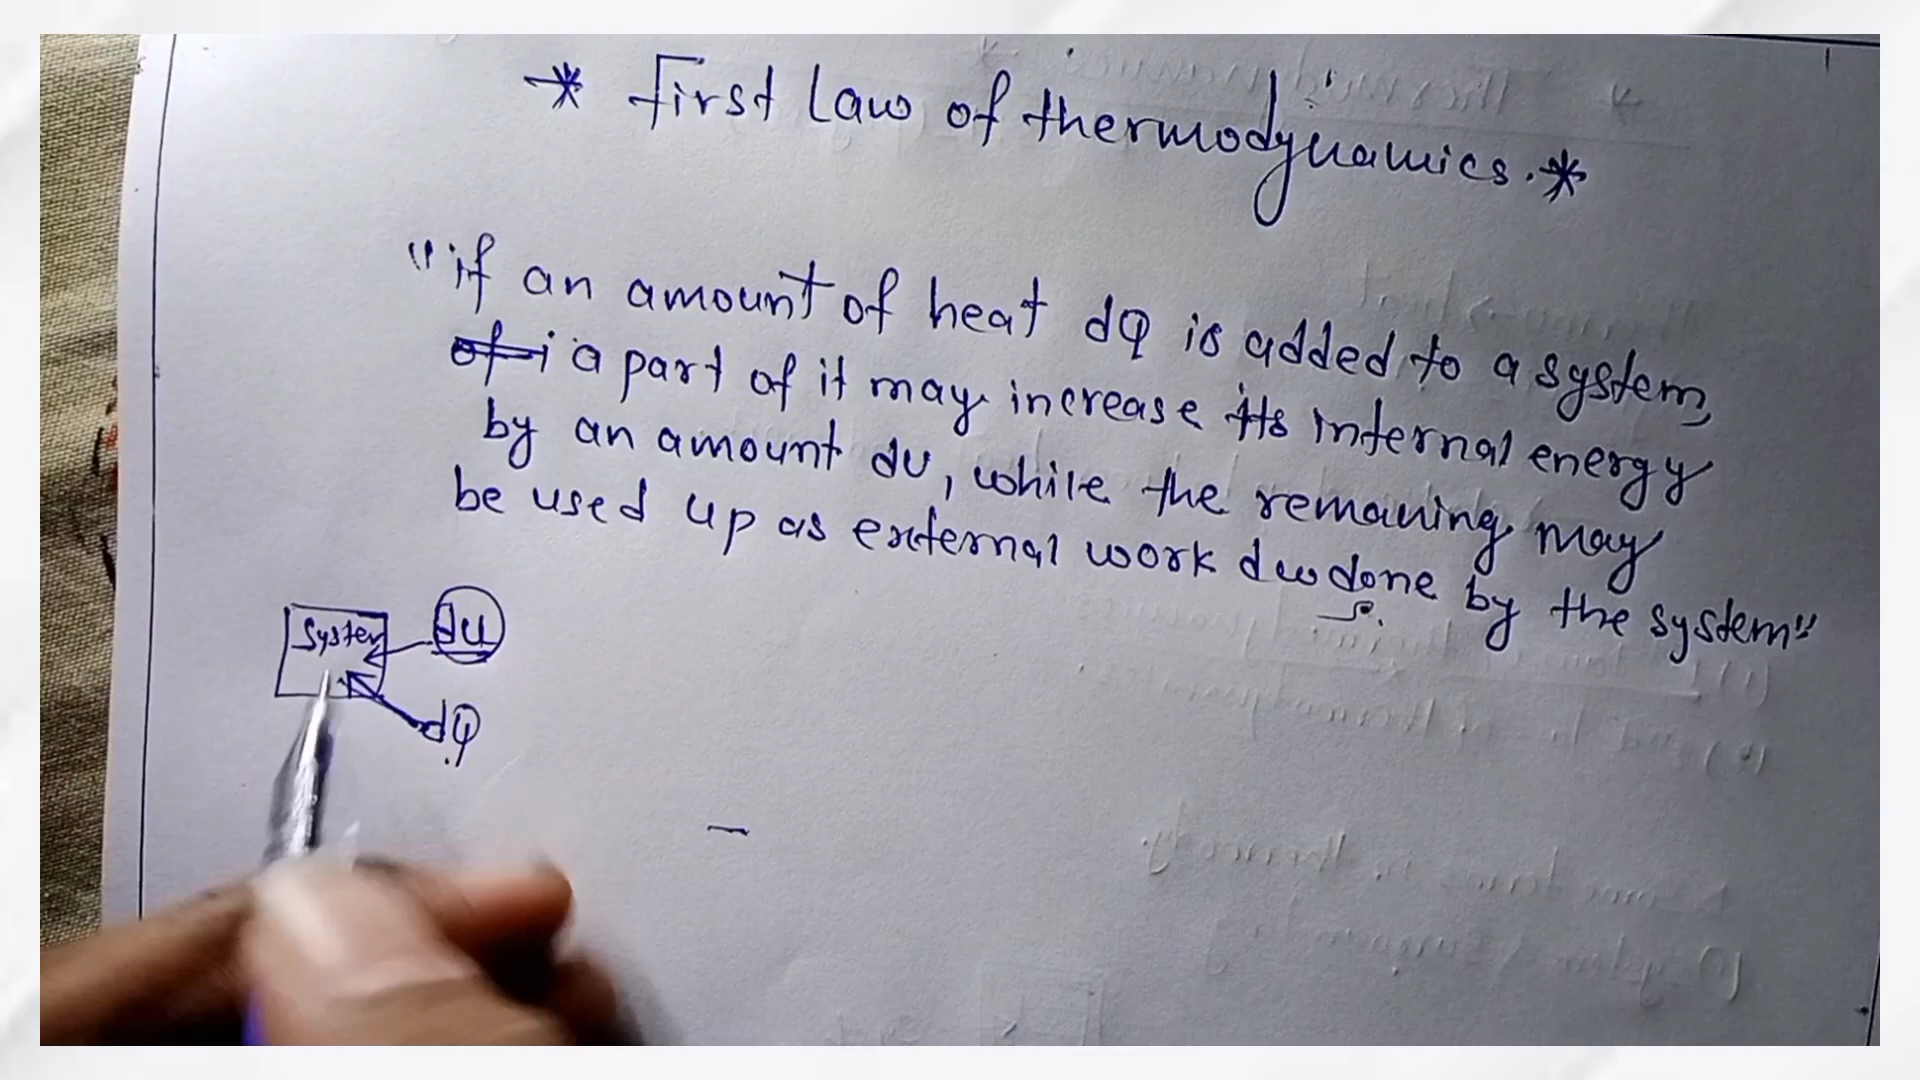 * First Law of thermodynamics. *
"if an amount of heat dQ is added to a system,
a part of it may increase its internal energy
by an amount du, while the remaining may
be used up as external work dw done by the system"
System
du
dQ